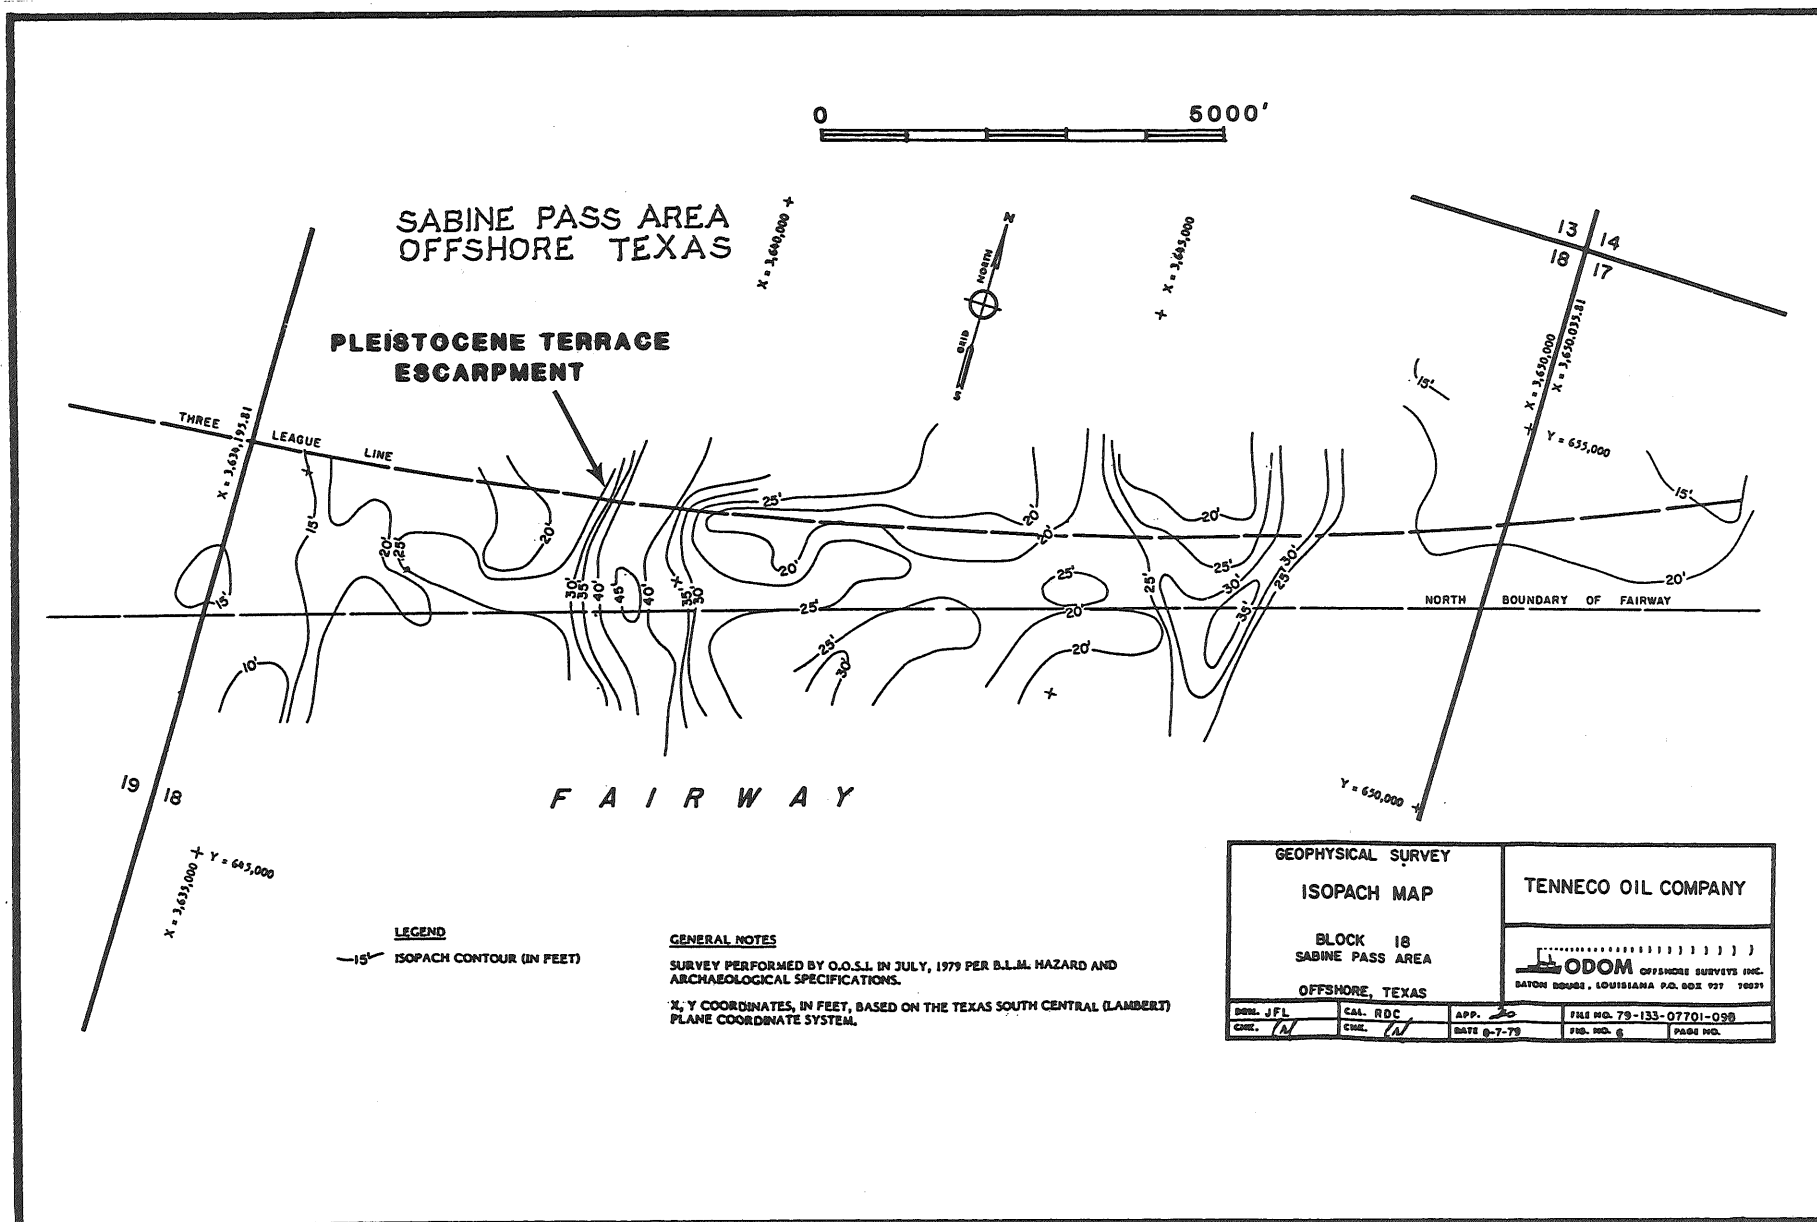 0 5000'
SABINE PASS AREA
OFFSHORE TEXAS
X = 3,640,000
X = 3,645,000
NORTH
N
GRID
S
13 14
18 17
PLEISTOCENE TERRACE
ESCARPMENT
X = 3,650,000
X = 3,650,035.81
Y = 655,000
THREE LEAGUE LINE
X = 3,634,195.81
15'
15'
20'
25'
20'
15'
10'
30'
35'
40'
45'
40'
35'
30'
25'
20'
25'
25'
30'
20'
20'
25'
20'
20'
25'
20'
25'
30'
30'
25'
35'
15'
15'
20'
NORTH BOUNDARY OF FAIRWAY
19 18
FAIRWAY
Y = 650,000
X = 3,635,000
Y = 645,000
LEGEND
15' ISOPACH CONTOUR (IN FEET)
GENERAL NOTES
SURVEY PERFORMED BY O.O.S.I. IN JULY, 1979 PER B.L.M. HAZARD AND
ARCHAEOLOGICAL SPECIFICATIONS.
X, Y COORDINATES, IN FEET, BASED ON THE TEXAS SOUTH CENTRAL (LAMBERT)
PLANE COORDINATE SYSTEM.
GEOPHYSICAL SURVEY
ISOPACH MAP
BLOCK 18
SABINE PASS AREA
OFFSHORE, TEXAS
TENNECO OIL COMPANY
ODOM OFFSHORE SURVEYS INC.
BATON ROUGE, LOUISIANA P.O. BOX 927 70821
DRN. JFL CAL. RDC APP. FILE NO. 79-133-07701-098
CHK. CHK. DATE 8-7-79 FIG. NO. 6 PAGE NO.